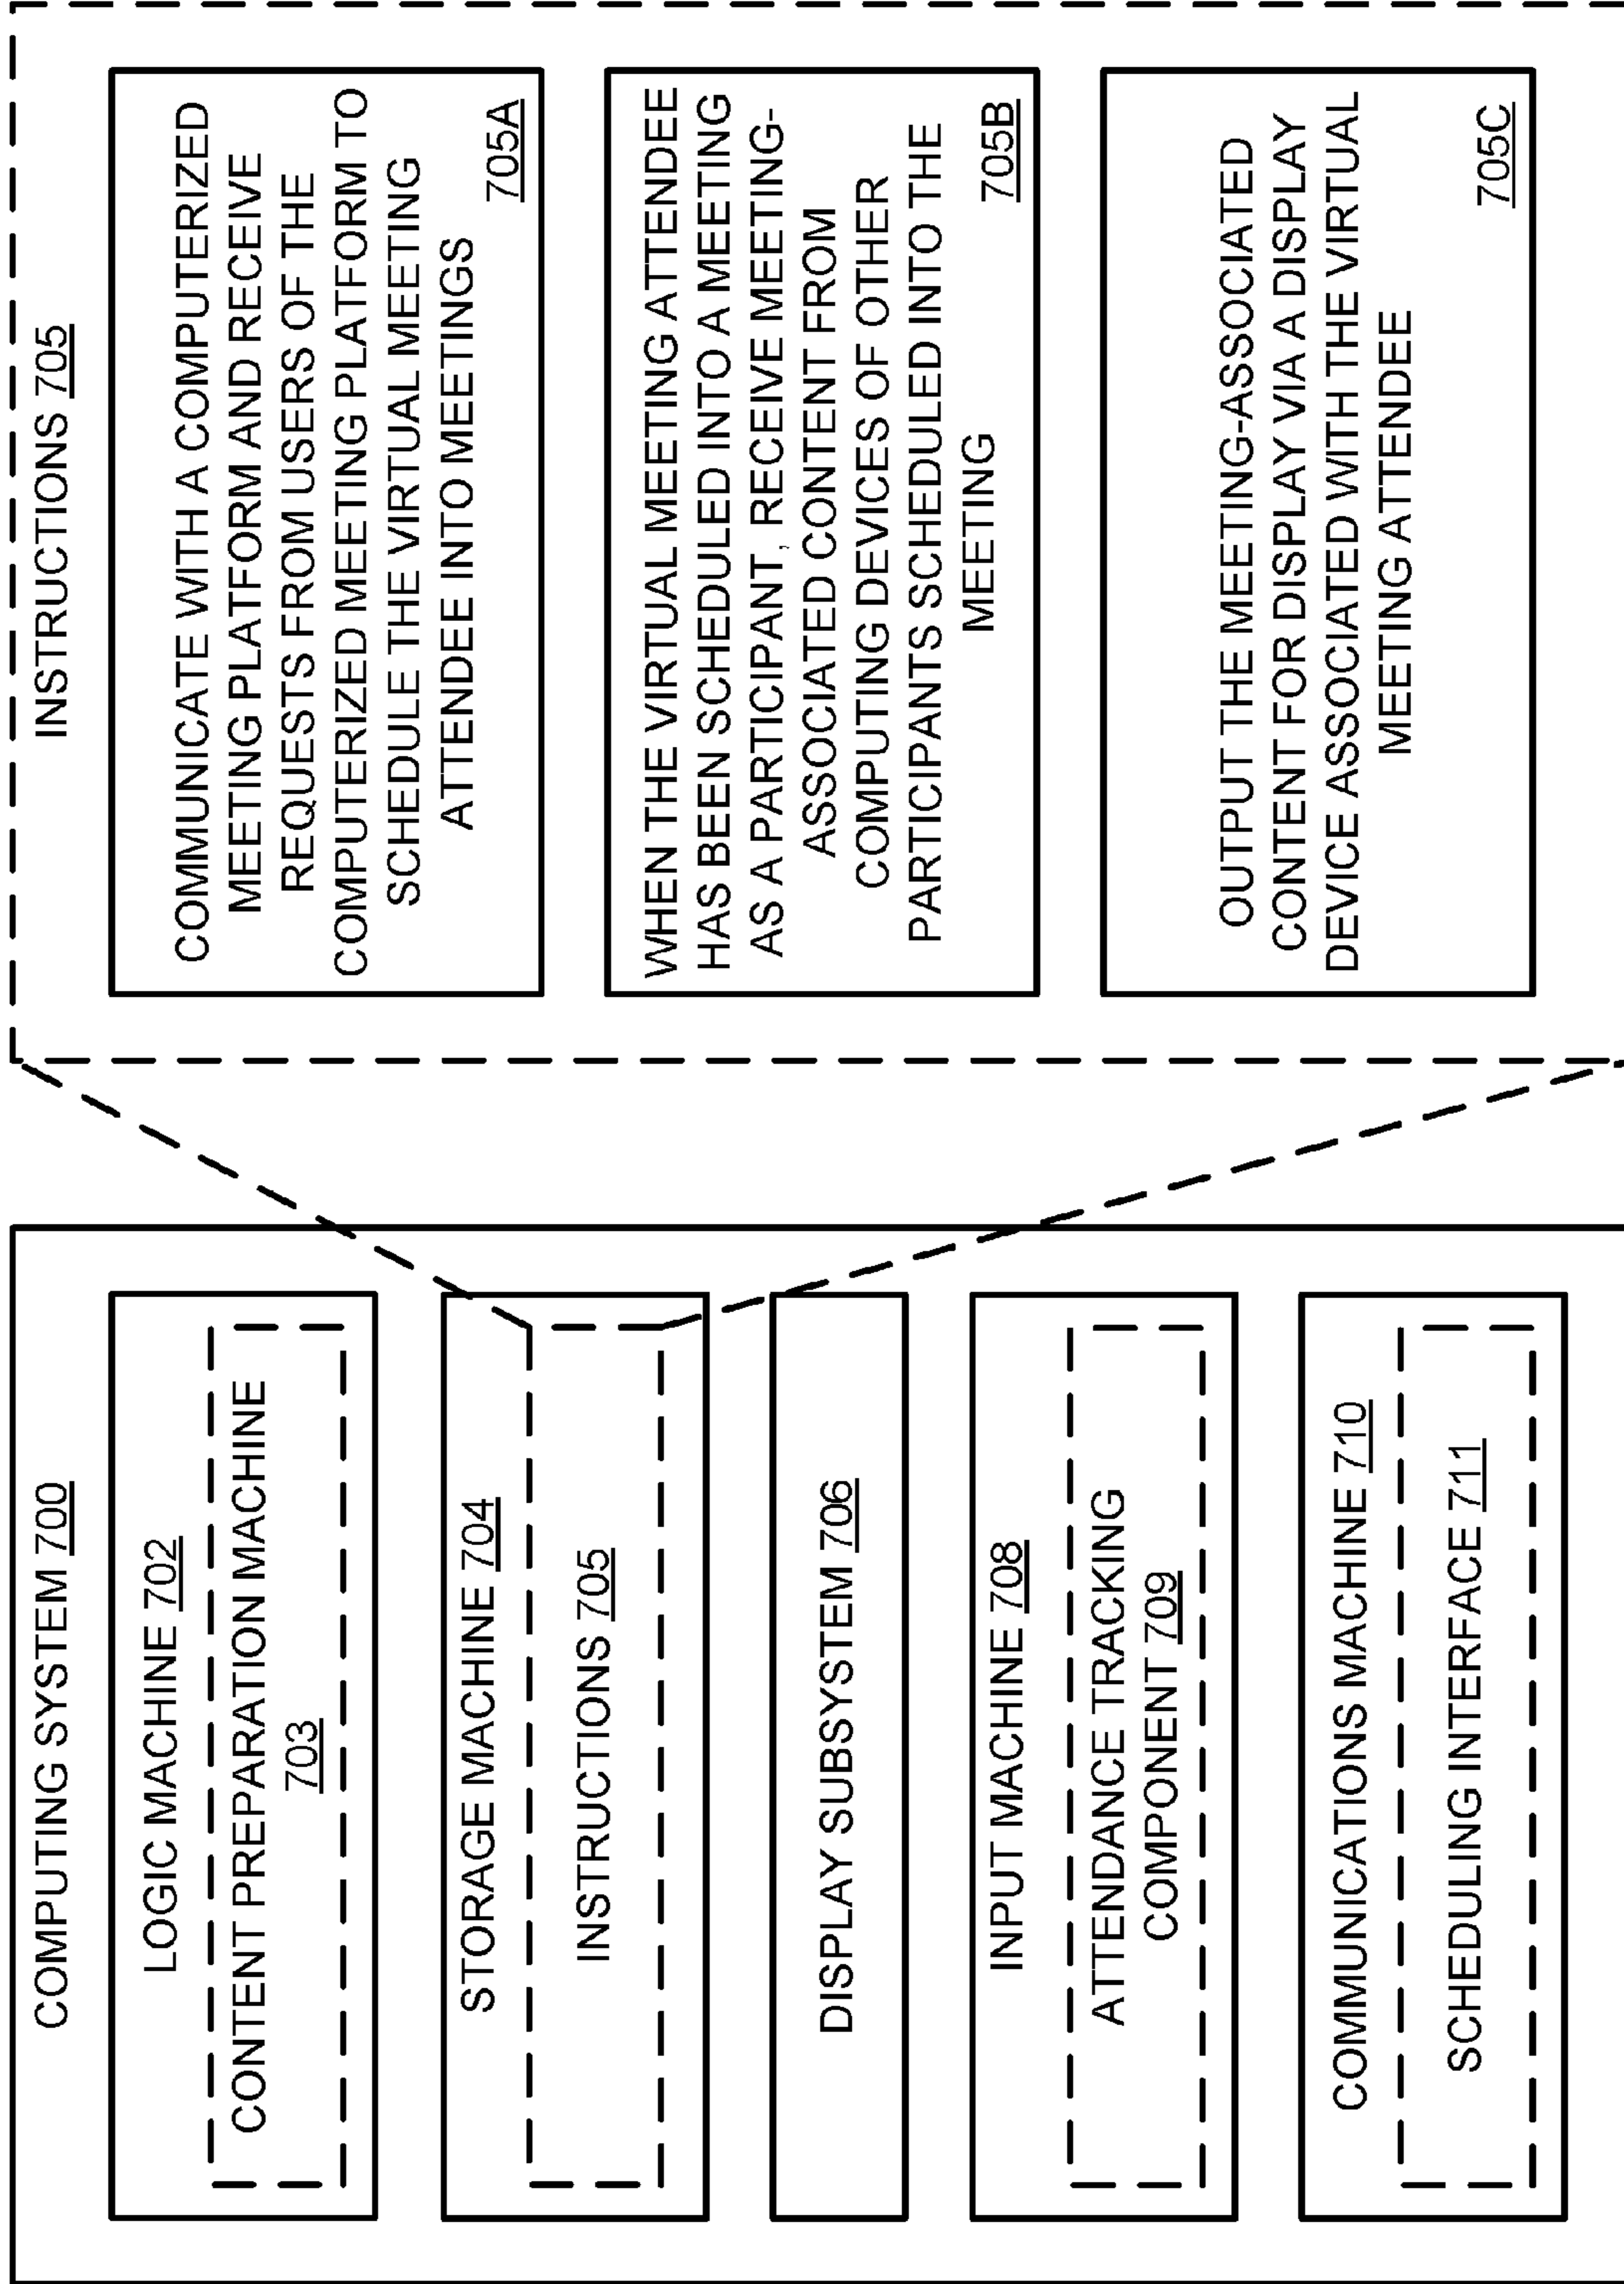 COMPUTING SYSTEM 700
LOGIC MACHINE 702
CONTENT PREPARATION MACHINE
703
STORAGE MACHINE 704
INSTRUCTIONS 705
DISPLAY SUBSYSTEM 706
INPUT MACHINE 708
ATTENDANCE TRACKING
COMPONENT 709
COMMUNICATIONS MACHINE 710
SCHEDULING INTERFACE 711
INSTRUCTIONS 705
COMMUNICATE WITH A COMPUTERIZED
MEETING PLATFORM AND RECEIVE
REQUESTS FROM USERS OF THE
COMPUTERIZED MEETING PLATFORM TO
SCHEDULE THE VIRTUAL MEETING
ATTENDEE INTO MEETINGS
705A
WHEN THE VIRTUAL MEETING ATTENDEE
HAS BEEN SCHEDULED INTO A MEETING
AS A PARTICIPANT, RECEIVE MEETING-
ASSOCIATED CONTENT FROM
COMPUTING DEVICES OF OTHER
PARTICIPANTS SCHEDULED INTO THE
MEETING
705B
OUTPUT THE MEETING-ASSOCIATED
CONTENT FOR DISPLAY VIA A DISPLAY
DEVICE ASSOCIATED WITH THE VIRTUAL
MEETING ATTENDEE
705C